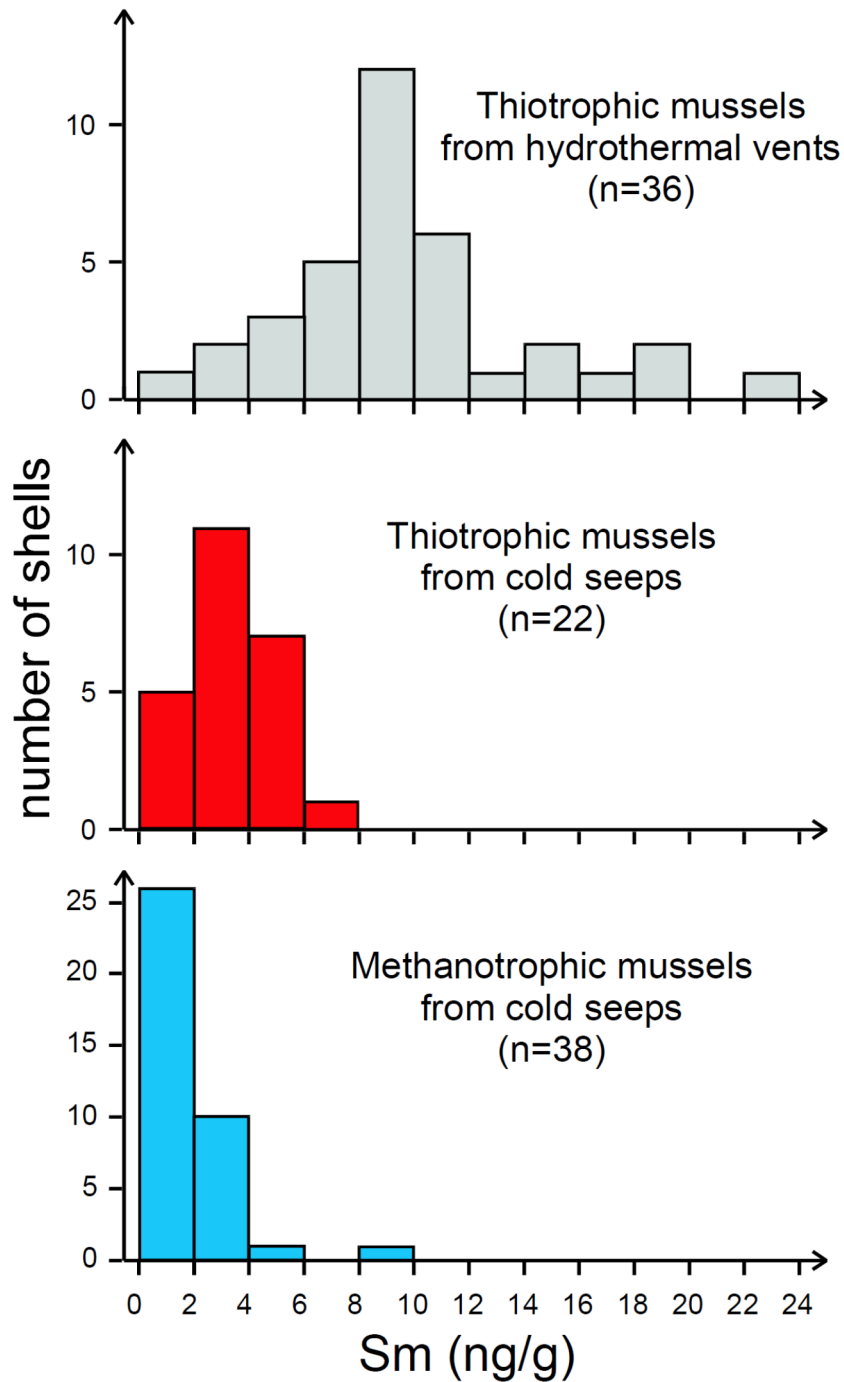 Thiotrophic mussels
from hydrothermal vents
(n=36)
10
5
0
number of shells
Thiotrophic mussels
from cold seeps
(n=22)
10
5
0
Methanotrophic mussels
from cold seeps
(n=38)
25
20
15
10
5
0
0 2 4 6 8 10 12 14 16 18 20 22 24
Sm (ng/g)